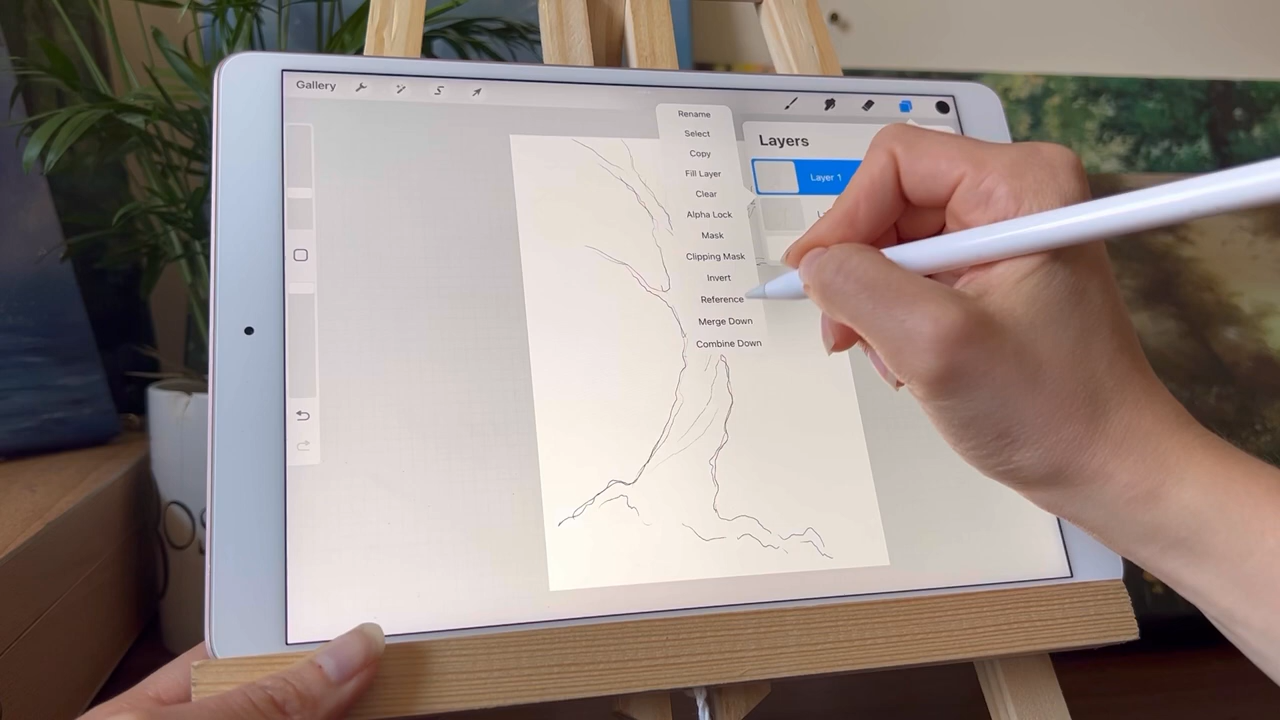 Gallery
Rename
Select
Copy
Fill Layer
Clear
Alpha Lock
Mask
Clipping Mask
Invert
Reference
Merge Down
Combine Down
Layers
Layer 1